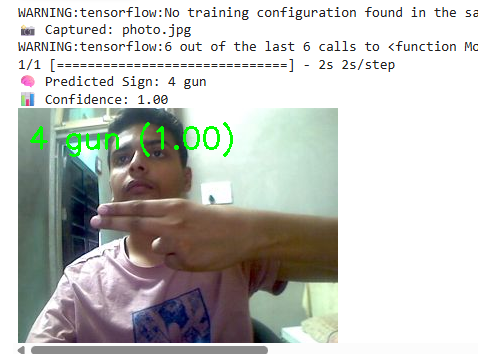 WARNING:tensorflow:No training configuration found in the sa
📷 Captured: photo.jpg
WARNING:tensorflow:6 out of the last 6 calls to <function Mo
1/1 [==============================] - 2s 2s/step
🧠 Predicted Sign: 4 gun
📊 Confidence: 1.00
4 gun (1.00)